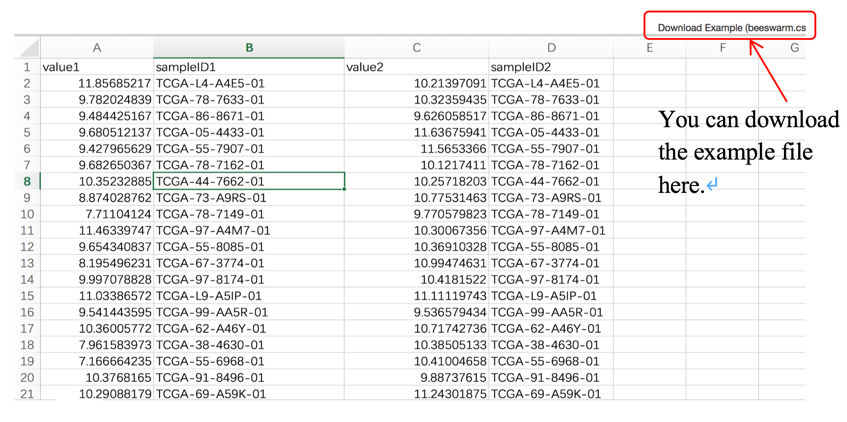 Download Example (beeswarm.cs
A B C D E F G
1 value1 sampleID1 value2 sampleID2
2 11.85685217 TCGA-L4-A4E5-01 10.21397091 TCGA-L4-A4E5-01
3 9.782024839 TCGA-78-7633-01 10.32359435 TCGA-78-7633-01
4 9.484425167 TCGA-86-8671-01 9.626058517 TCGA-86-8671-01
5 9.680512137 TCGA-05-4433-01 11.63675941 TCGA-05-4433-01
6 9.427965629 TCGA-55-7907-01 11.5653366 TCGA-55-7907-01
7 9.682650367 TCGA-78-7162-01 10.1217411 TCGA-78-7162-01
8 10.35232885 TCGA-44-7662-01 10.25718203 TCGA-44-7662-01
9 8.874028762 TCGA-73-A9RS-01 10.77531463 TCGA-73-A9RS-01
10 7.71104124 TCGA-78-7149-01 9.770579823 TCGA-78-7149-01
11 11.46339747 TCGA-97-A4M7-01 10.30067356 TCGA-97-A4M7-01
12 9.654340837 TCGA-55-8085-01 10.36910328 TCGA-55-8085-01
13 8.195496231 TCGA-67-3774-01 10.99474631 TCGA-67-3774-01
14 9.997078828 TCGA-97-8174-01 10.4181522 TCGA-97-8174-01
15 11.03386572 TCGA-L9-A5IP-01 11.11119743 TCGA-L9-A5IP-01
16 9.541443595 TCGA-99-AA5R-01 9.536579434 TCGA-99-AA5R-01
17 10.36005772 TCGA-62-A46Y-01 10.71742736 TCGA-62-A46Y-01
18 7.961583973 TCGA-38-4630-01 10.38505133 TCGA-38-4630-01
19 7.166664235 TCGA-55-6968-01 10.41004658 TCGA-55-6968-01
20 10.3768165 TCGA-91-8496-01 9.88737615 TCGA-91-8496-01
21 10.29088179 TCGA-69-A59K-01 11.24301875 TCGA-69-A59K-01
You can download
the example file
here.↵